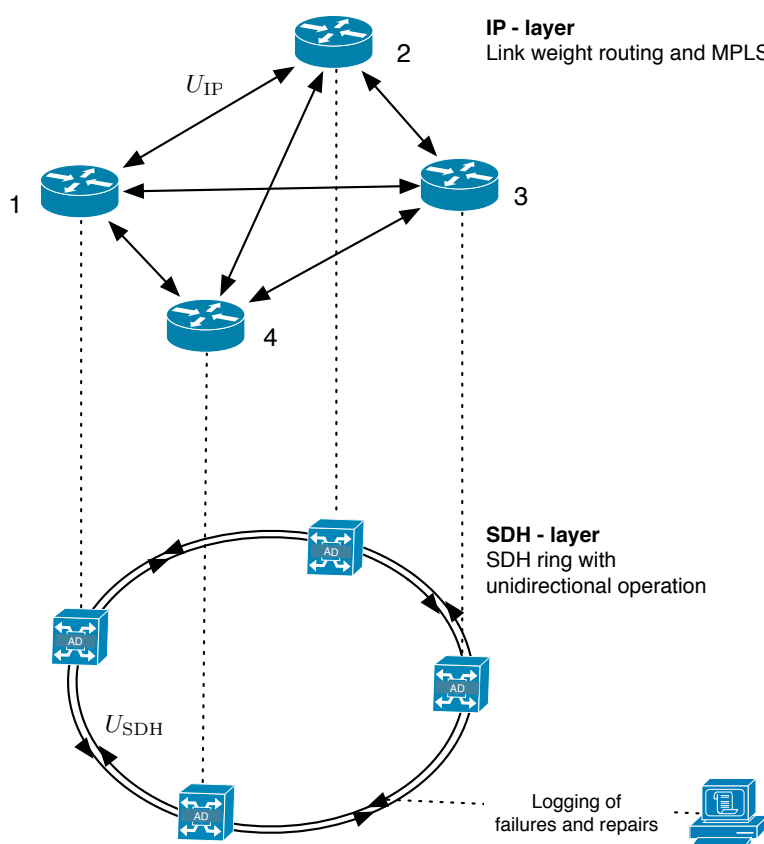 IP - layer
Link weight routing and MPLS
2
U_IP
1
3
4
SDH - layer
SDH ring with
unidirectional operation
AD
AD
AD
U_SDH
AD
Logging of
failures and repairs